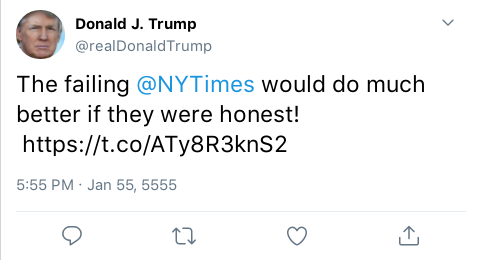 Donald J. Trump
@realDonaldTrump
The failing @NYTimes would do much
better if they were honest!
https://t.co/ATy8R3knS2
5:55 PM · Jan 55, 5555